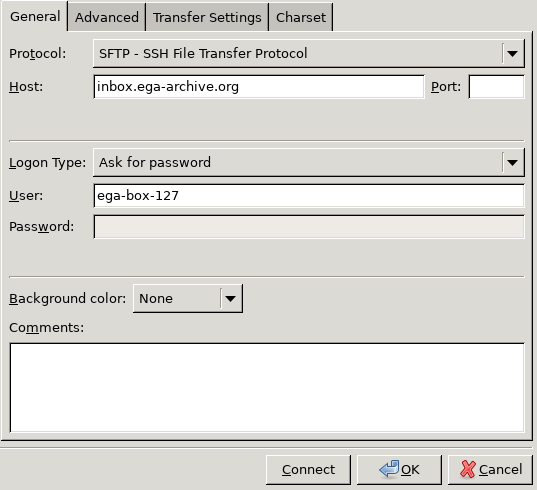 General Advanced Transfer Settings Charset
Protocol: SFTP - SSH File Transfer Protocol
Host: inbox.ega-archive.org Port:
Logon Type: Ask for password
User: ega-box-127
Password:
Background color: None
Comments:
Connect OK Cancel